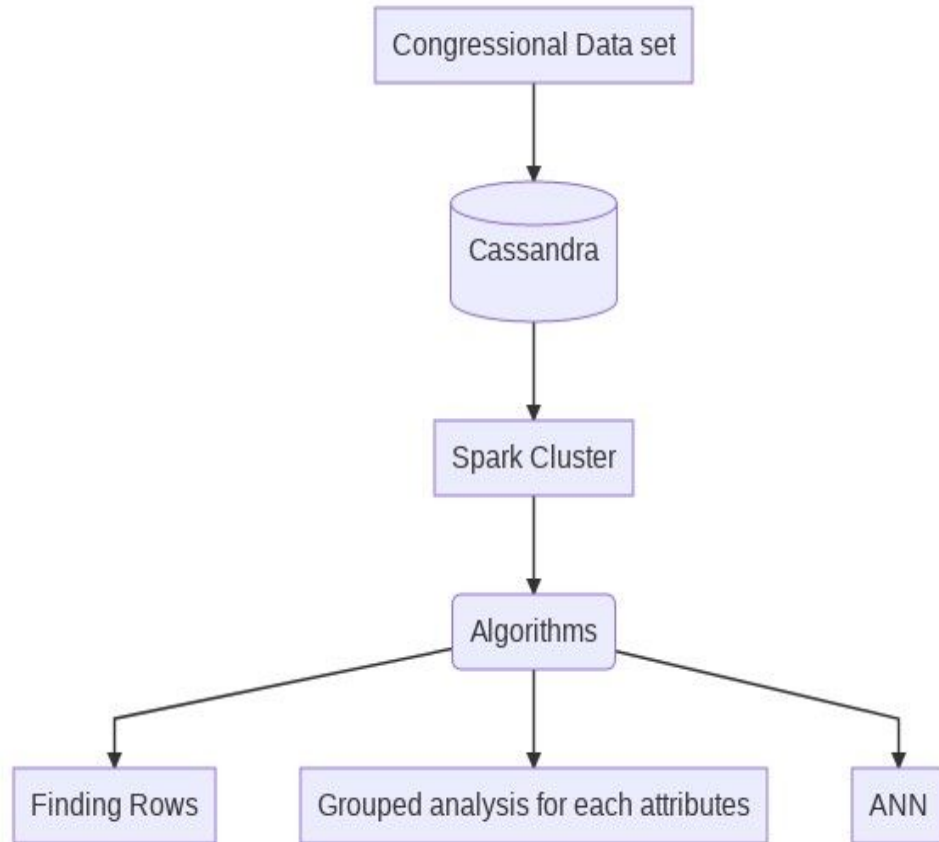 Congressional Data set
Cassandra
Spark Cluster
Algorithms
Finding Rows
Grouped analysis for each attributes
ANN